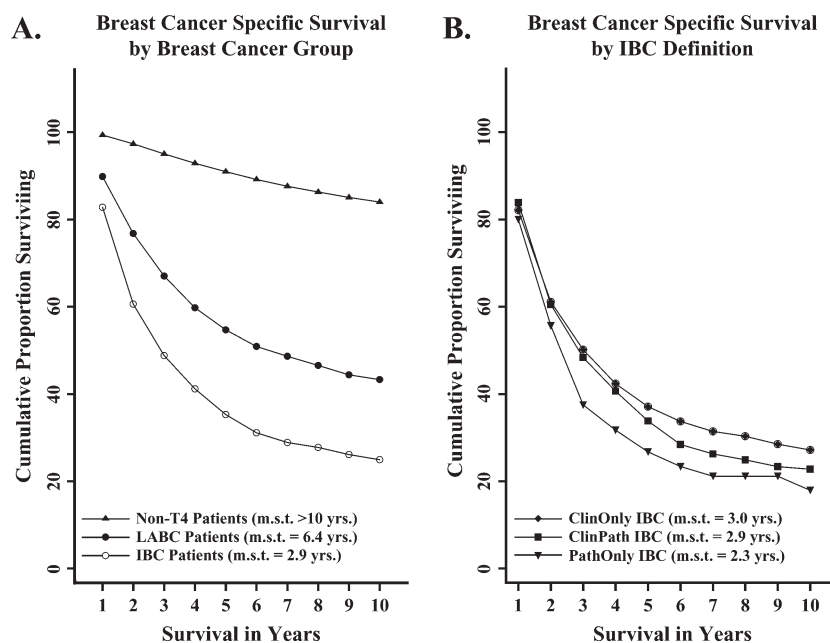 A.
Breast Cancer Specific Survival
by Breast Cancer Group
Cumulative Proportion Surviviing
100
80
60
40
20
0
Non-T4 Patients (m.s.t. >10 yrs.)
LABC Patients (m.s.t. = 6.4 yrs.)
IBC Patients (m.s.t. = 2.9 yrs.)
1 2 3 4 5 6 7 8 9 10
Survival in Years
B.
Breast Cancer Specific Survival
by IBC Definition
Cumulative Proportion Surviviing
100
80
60
40
20
0
ClinOnly IBC (m.s.t. = 3.0 yrs.)
ClinPath IBC (m.s.t. = 2.9 yrs.)
PathOnly IBC (m.s.t. = 2.3 yrs.)
1 2 3 4 5 6 7 8 9 10
Survival in Years